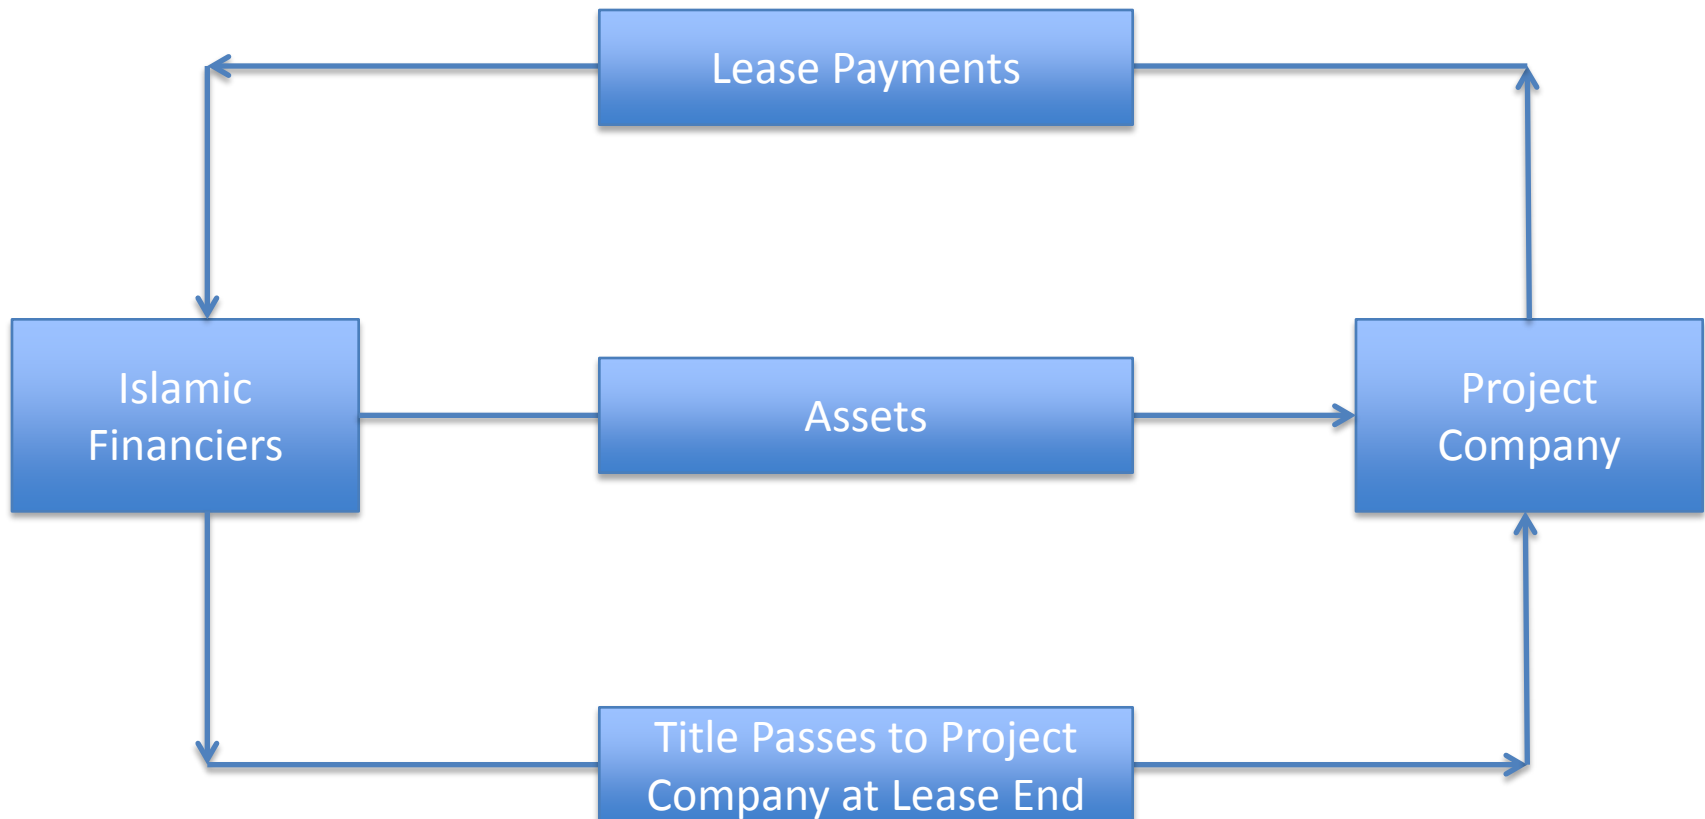 Lease Payments
Islamic
Financiers
Assets
Project
Company
Title Passes to Project
Company at Lease End